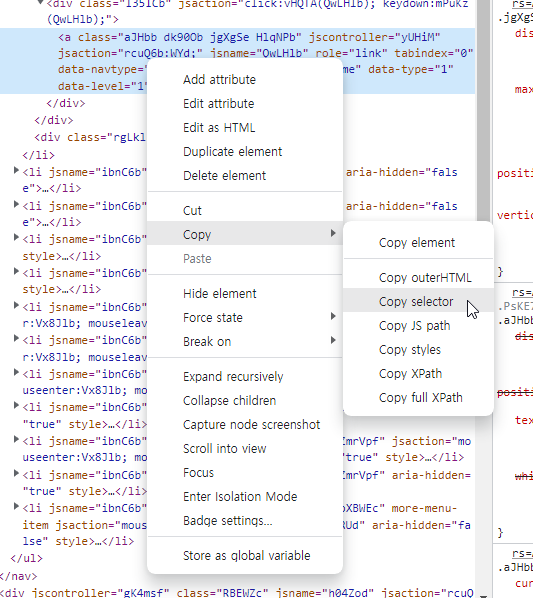 <div class="I35ICb" jsaction="click:vHQTA(QwLHlb); keydown:mPuKz
(QwLHlb);">
<a class="aJHbb dk90Ob jgXgSe HlqNPb" jscontroller="yUHiM"
jsaction="rcuQ6b:WYd;" jsname="QwLHlb" role="link" tabindex="0"
data-navtype= me" data-type="1"
data-level="1"
</div>
</div>
<div class="rgLkl
</li>
<li jsname="ibnC6b" aria-hidden="fals
e">…</li>
<li jsname="ibnC6b" aria-hidden="fals
e">…</li>
<li jsname="ibnC6b"
style>…</li>
<li jsname="ibnC6b"
style>…</li>
<li jsname="ibnC6b"
r:Vx8Jlb; mouseleav
<li jsname="ibnC6b"
r:Vx8Jlb; mouseleav
<li jsname="ibnC6b"
useenter:Vx8Jlb; mo
"true" style>…</li>
<li jsname="ibnC6b" ZmrVpf" jsaction="mo
useenter:Vx8Jlb; mo "true" style>…</li>
<li jsname="ibnC6b" ZmrVpf" aria-hidden=
"true" style>…</li>
<li jsname="ibnC6b" XBWEc" more-menu-
item jsaction="mous RUd" aria-hidden="fa
lse" style>…</li>
</ul>
</nav>
<div jscontroller="gK4msf" class="RBEWZc" jsname="h04Zod" jsaction="rcuQ
Add attribute
Edit attribute
Edit as HTML
Duplicate element
Delete element
Cut
Copy
Paste
Hide element
Force state
Break on
Expand recursively
Collapse children
Capture node screenshot
Scroll into view
Focus
Enter Isolation Mode
Badge settings...
Store as global variable
Copy element
Copy outerHTML
Copy selector
Copy JS path
Copy styles
Copy XPath
Copy full XPath
rs=A
.jgXgS
dis
max
positi
vertic
}
rs=A
.PsKE7
.aJHbb
dis
positi
tex
whi
}
rs=A
.aJHbb
cur